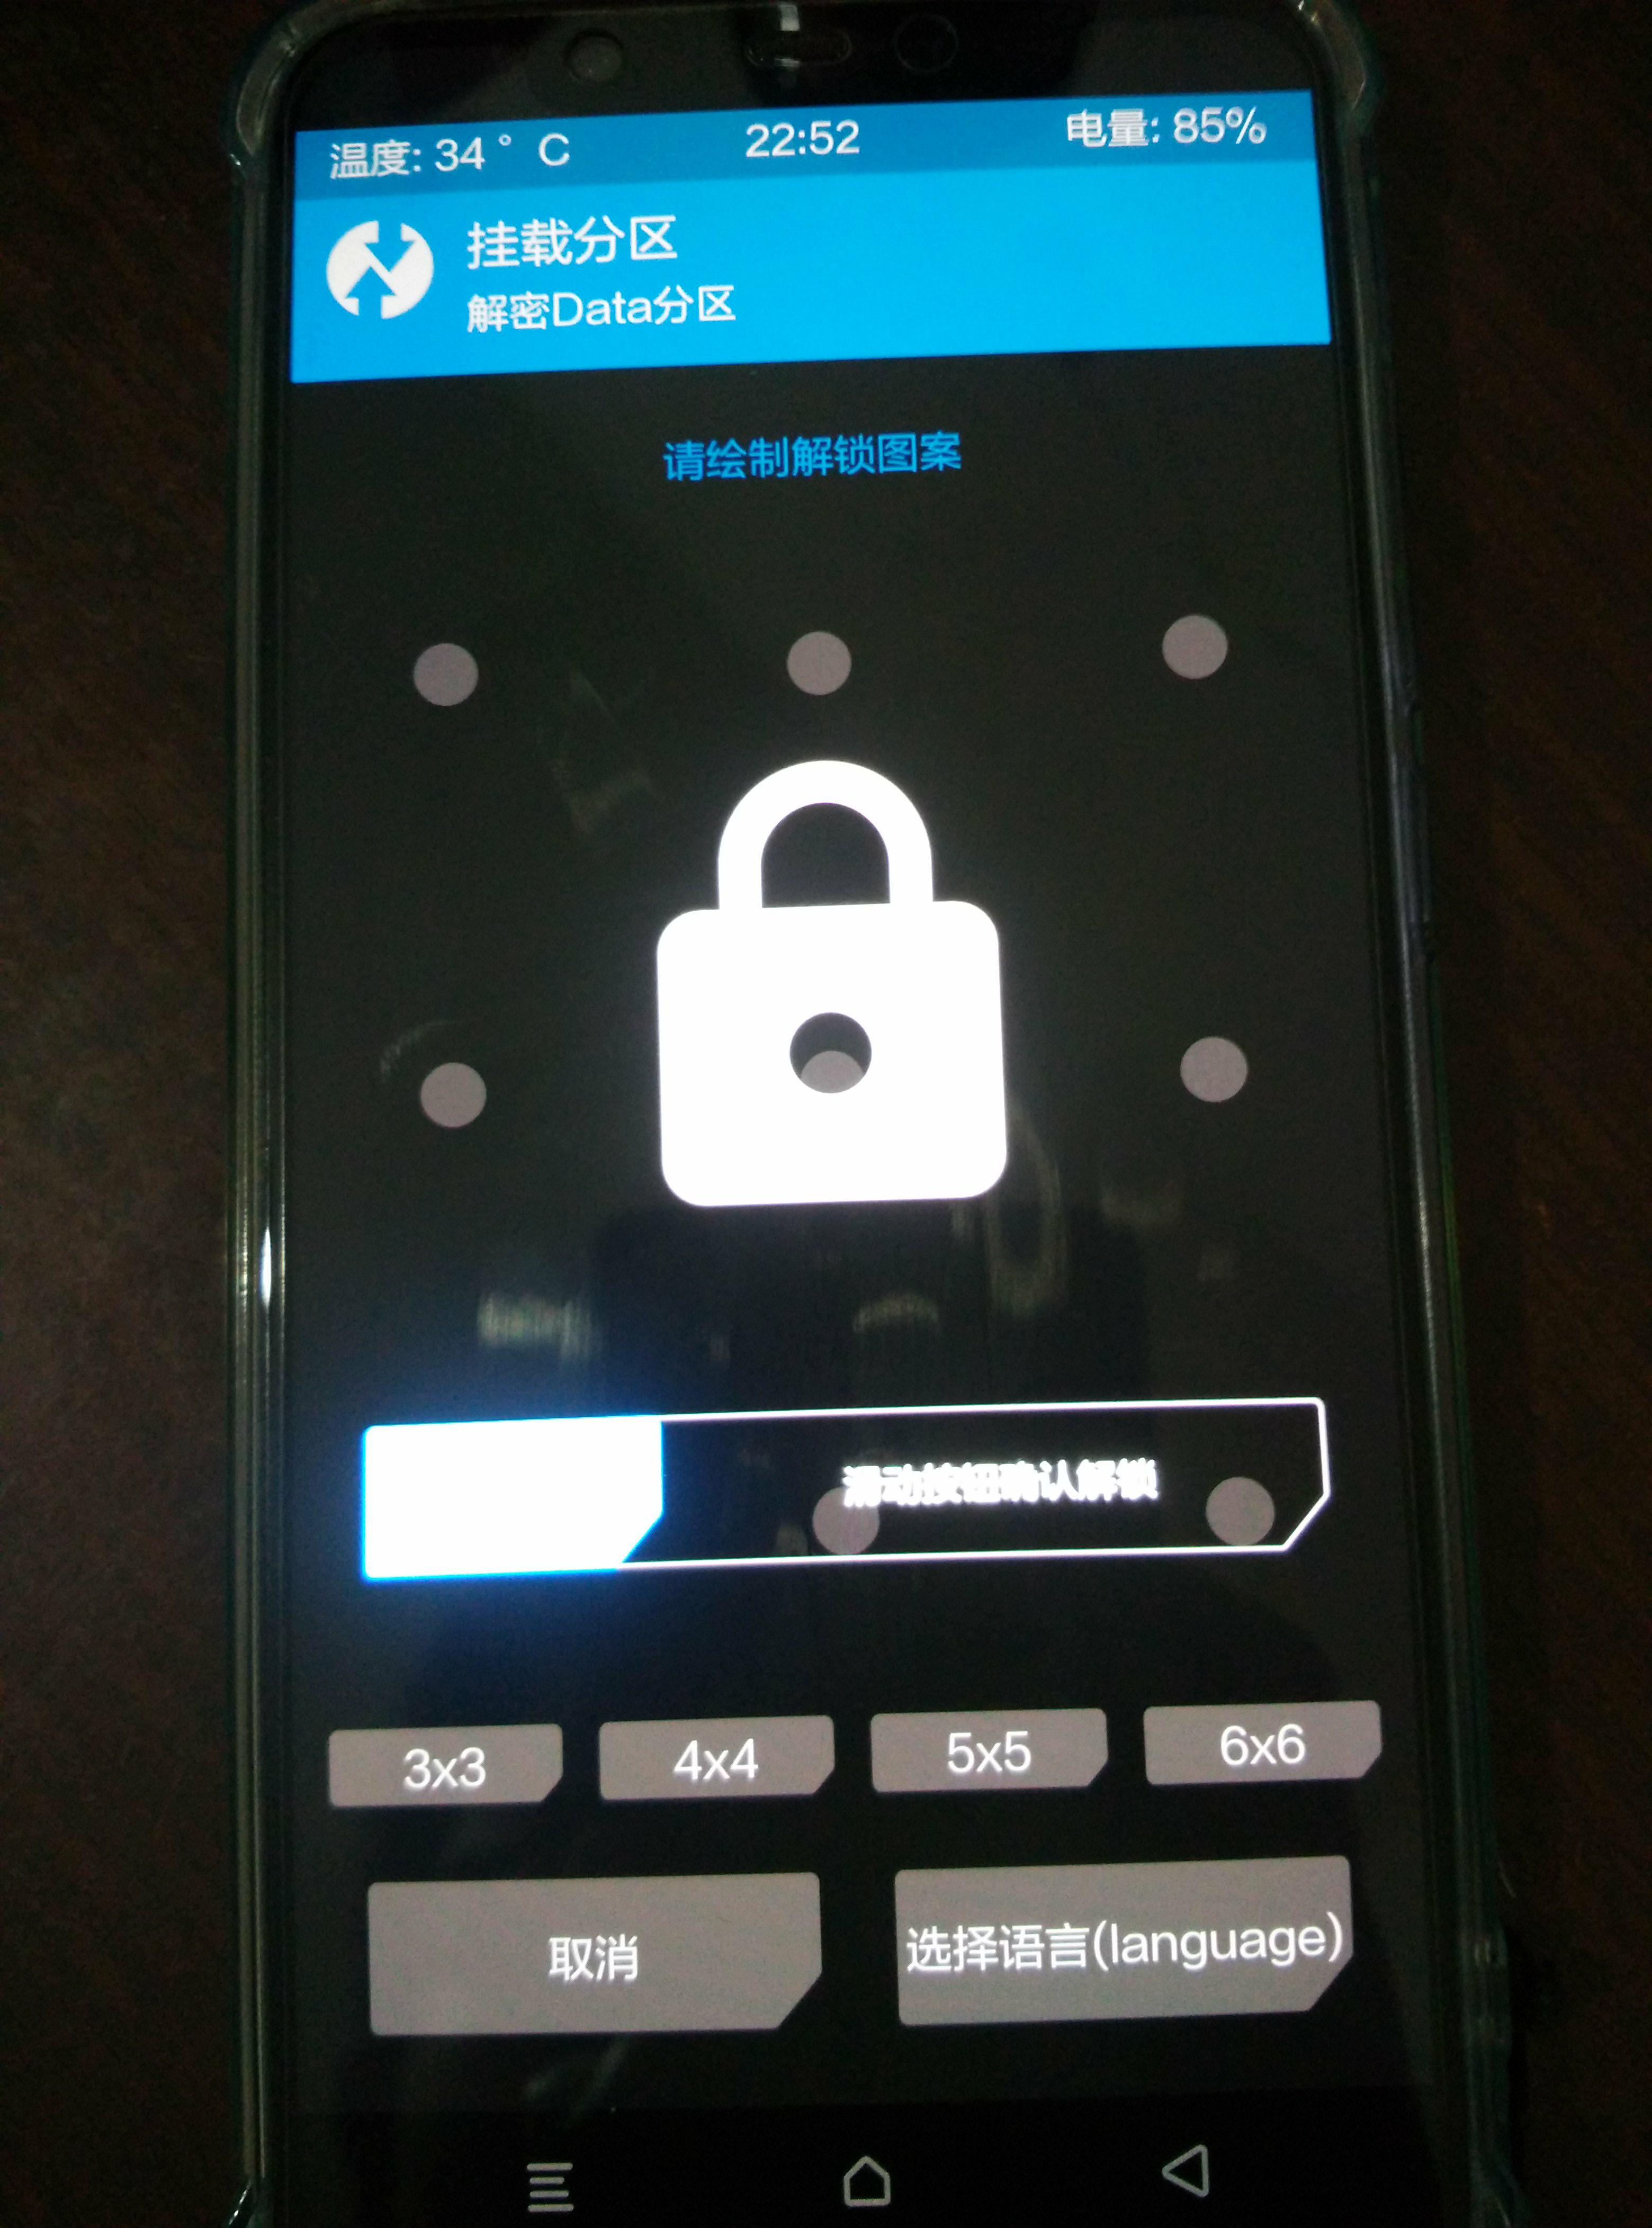 温度: 34 ° C
22:52
电量: 85%
挂载分区
解密Data分区
请绘制解锁图案
滑动按钮确认解锁
3x3
4x4
5x5
6x6
取消
选择语言(language)